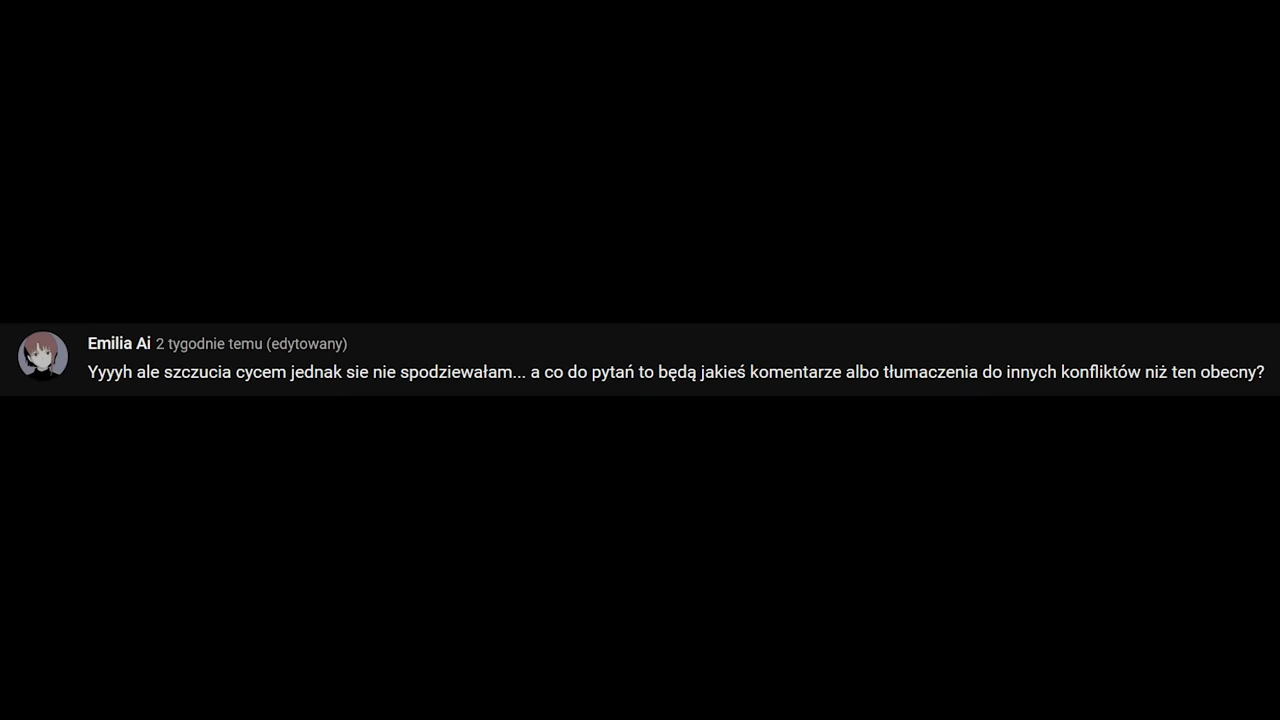 Emilia Ai 2 tygodnie temu (edytowany)
Yyyyh ale szczucia cycem jednak sie nie spodziewałam... a co do pytań to będą jakieś komentarze albo tłumaczenia do innych konfliktów niż ten obecny?